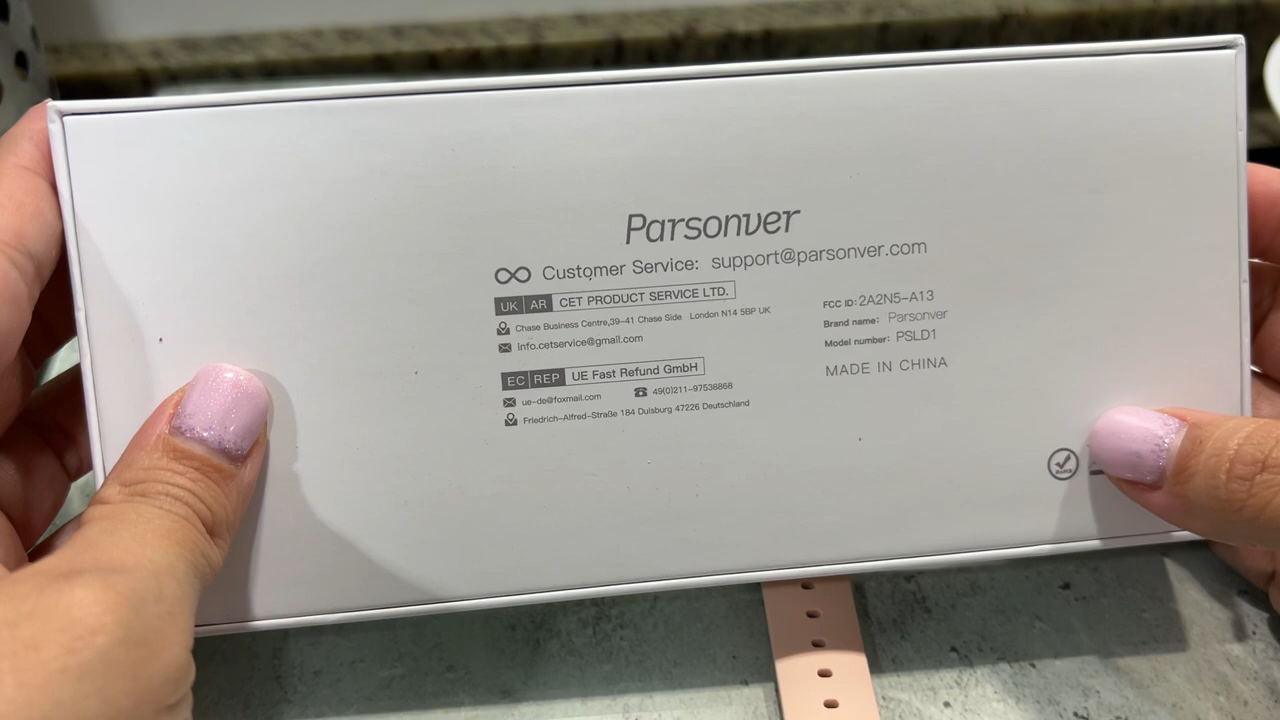 Parsonver
Customer Service: support@parsonver.com
UK AR CET PRODUCT SERVICE LTD.
Chase Business Centre,39-41 Chase Side London N14 5BP UK
Info.cetservice@gmail.com
EC REP UE Fast Refund GmbH
ue-de@foxmail.com 49(0)211-97538868
Friedrich-Alfred-Straße 184 Duisburg 47226 Deutschland
FCC ID: 2A2N5-A13
Brand name: Parsonver
Model number: PSLD1
MADE IN CHINA